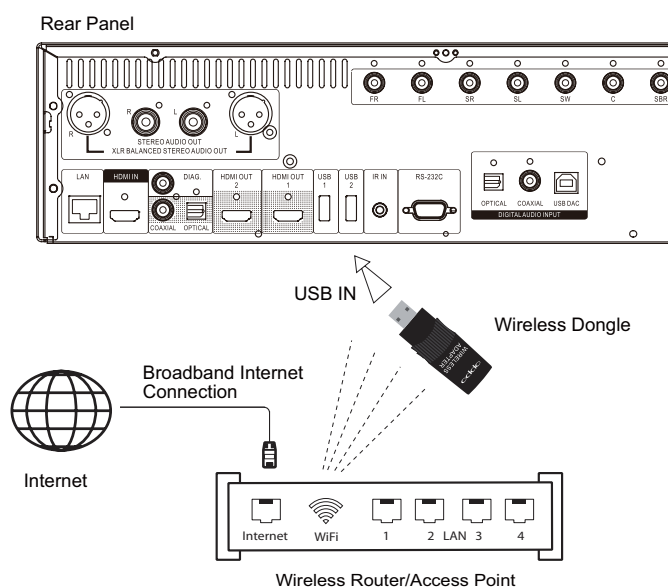 Rear Panel
FR FL SR SL SW C SBR
R R L L
STEREO AUDIO OUT
XLR BALANCED STEREO AUDIO OUT
LAN HDMI IN DIAG. HDMI OUT 2 HDMI OUT 1 USB 1 USB 2 IR IN RS-232C
COAXIAL OPTICAL
OPTICAL COAXIAL USB DAC
DIGITAL AUDIO INPUT
USB IN
Wireless Dongle
WIRELESS
ADAPTER
Broadband Internet
Connection
Internet
Internet WiFi 1 2 LAN 3 4
Wireless Router/Access Point